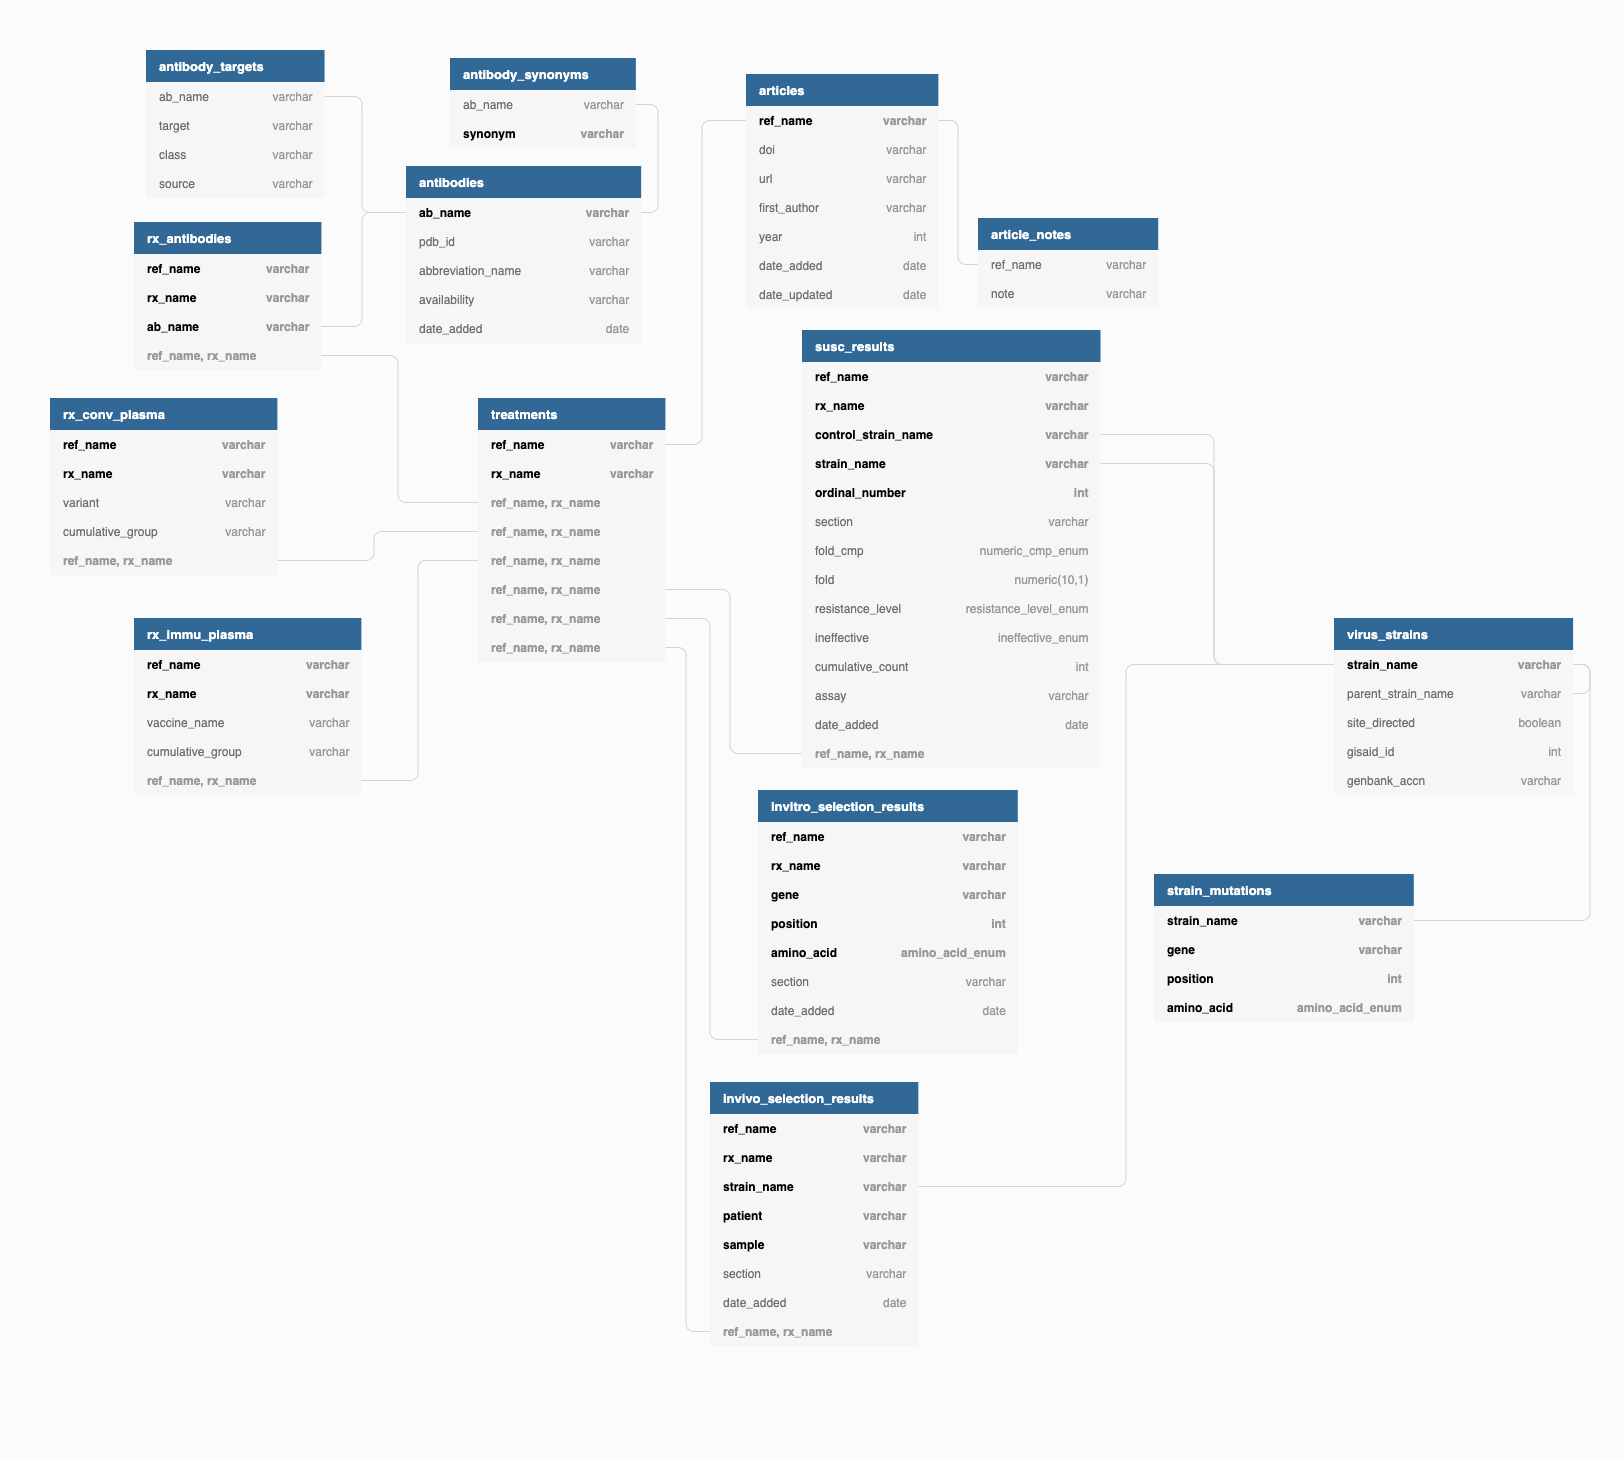 antibody_targets
ab_name varchar
target varchar
class varchar
source varchar
antibody_synonyms
ab_name varchar
synonym varchar
articles
ref_name varchar
doi varchar
url varchar
first_author varchar
year int
date_added date
date_updated date
antibodies
ab_name varchar
pdb_id varchar
abbreviation_name varchar
availability varchar
date_added date
article_notes
ref_name varchar
note varchar
rx_antibodies
ref_name varchar
rx_name varchar
ab_name varchar
ref_name, rx_name
susc_results
ref_name varchar
rx_name varchar
control_strain_name varchar
strain_name varchar
ordinal_number int
section varchar
fold_cmp numeric_cmp_enum
fold numeric(10,1)
resistance_level resistance_level_enum
ineffective ineffective_enum
cumulative_count int
assay varchar
date_added date
ref_name, rx_name
rx_conv_plasma
ref_name varchar
rx_name varchar
variant varchar
cumulative_group varchar
ref_name, rx_name
treatments
ref_name varchar
rx_name varchar
ref_name, rx_name
ref_name, rx_name
ref_name, rx_name
ref_name, rx_name
ref_name, rx_name
ref_name, rx_name
rx_immu_plasma
ref_name varchar
rx_name varchar
vaccine_name varchar
cumulative_group varchar
ref_name, rx_name
virus_strains
strain_name varchar
parent_strain_name varchar
site_directed boolean
gisaid_id int
genbank_accn varchar
invitro_selection_results
ref_name varchar
rx_name varchar
gene varchar
position int
amino_acid amino_acid_enum
section varchar
date_added date
ref_name, rx_name
strain_mutations
strain_name varchar
gene varchar
position int
amino_acid amino_acid_enum
invivo_selection_results
ref_name varchar
rx_name varchar
strain_name varchar
patient varchar
sample varchar
section varchar
date_added date
ref_name, rx_name